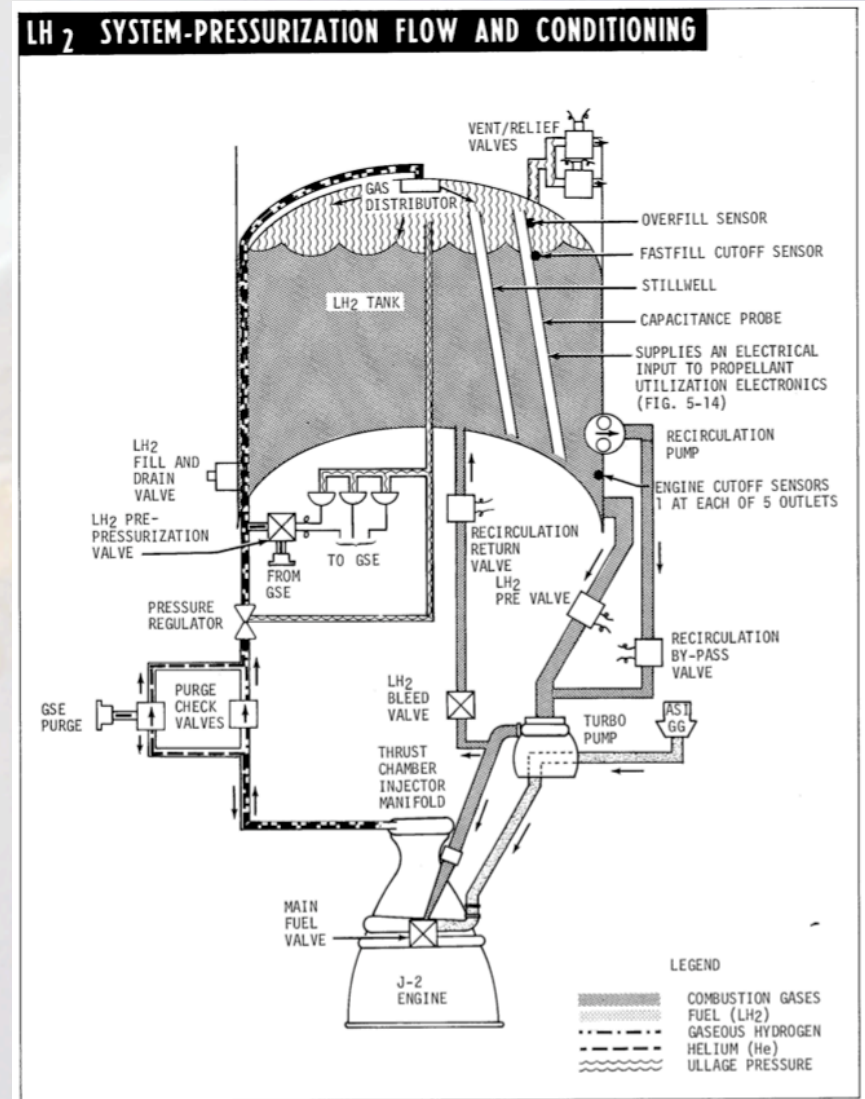 LH 2 SYSTEM-PRESSURIZATION FLOW AND CONDITIONING
VENT/RELIEF
VALVES
GAS
DISTRIBUTOR
OVERFILL SENSOR
FASTFILL CUTOFF SENSOR
STILLWELL
LH2 TANK
CAPACITANCE PROBE
SUPPLIES AN ELECTRICAL
INPUT TO PROPELLANT
UTILIZATION ELECTRONICS
(FIG. 5-14)
RECIRCULATION
PUMP
LH2
FILL AND
DRAIN
VALVE
ENGINE CUTOFF SENSORS
1 AT EACH OF 5 OUTLETS
LH2 PRE-
PRESSURIZATION
VALVE
TO GSE
FROM
GSE
RECIRCULATION
RETURN
VALVE
LH2
PRE VALVE
PRESSURE
REGULATOR
RECIRCULATION
BY-PASS
VALVE
GSE
PURGE
PURGE
CHECK
VALVES
LH2
BLEED
VALVE
TURBO
PUMP
ASI
GG
THRUST
CHAMBER
INJECTOR
MANIFOLD
MAIN
FUEL
VALVE
J-2
ENGINE
LEGEND
COMBUSTION GASES
FUEL (LH2)
GASEOUS HYDROGEN
HELIUM (He)
ULLAGE PRESSURE